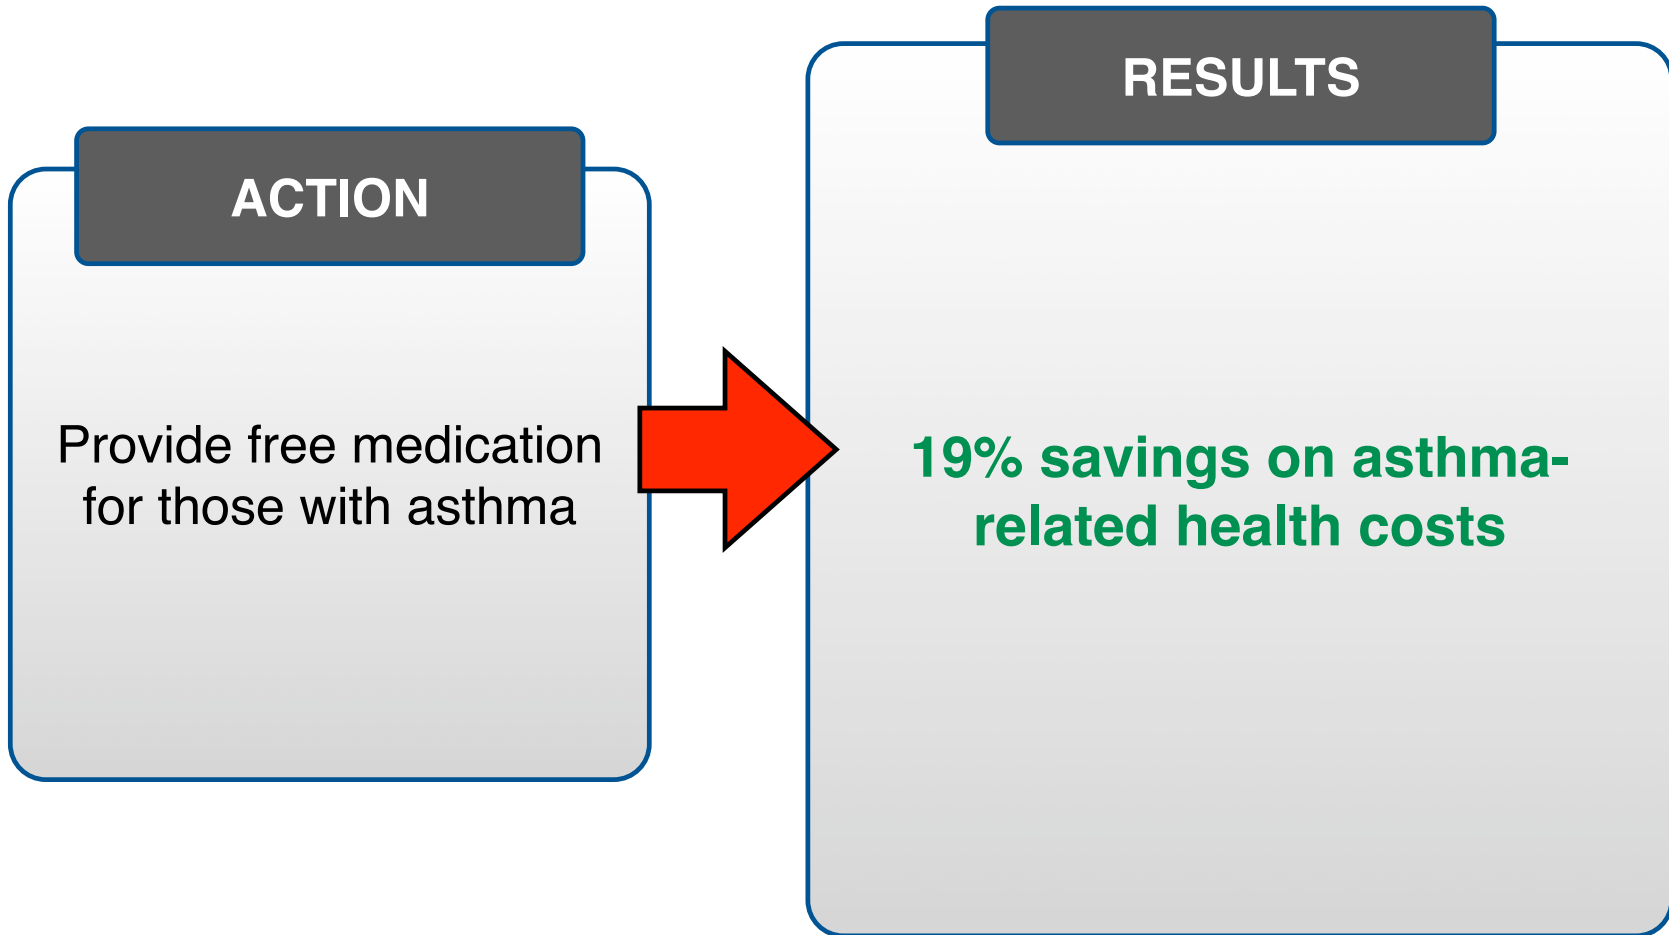 ACTION
Provide free medication
for those with asthma
RESULTS
19% savings on asthma-
related health costs